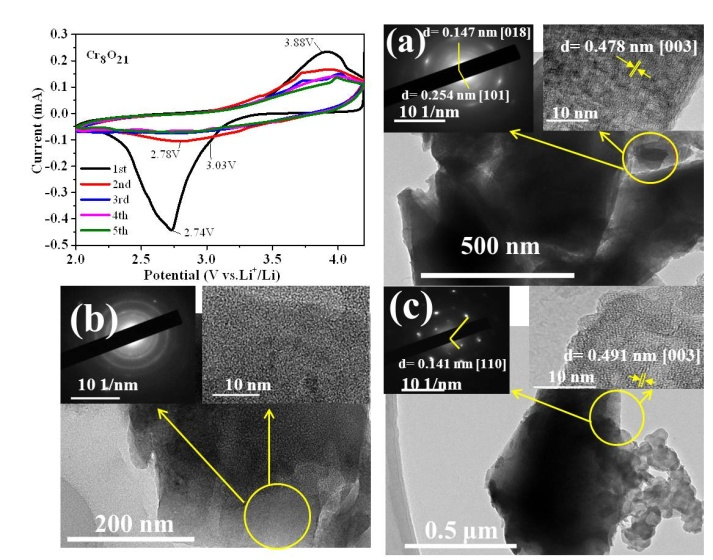 Cr8O21
3.88V
2.78V
3.03V
2.74V
1st
2nd
3rd
4th
5th
0.3
0.2
0.1
0.0
-0.1
-0.2
-0.3
-0.4
-0.5
Current (mA)
2.0 2.5 3.0 3.5 4.0
Potential (V vs.Li+/Li)
(a)
d= 0.147 nm [018]
d= 0.254 nm [101]
10 1/nm
d= 0.478 nm [003]
10 nm
500 nm
(b)
10 1/nm
10 nm
200 nm
(c)
d= 0.141 nm [110]
10 1/nm
d= 0.491 nm [003]
10 nm
0.5 µm